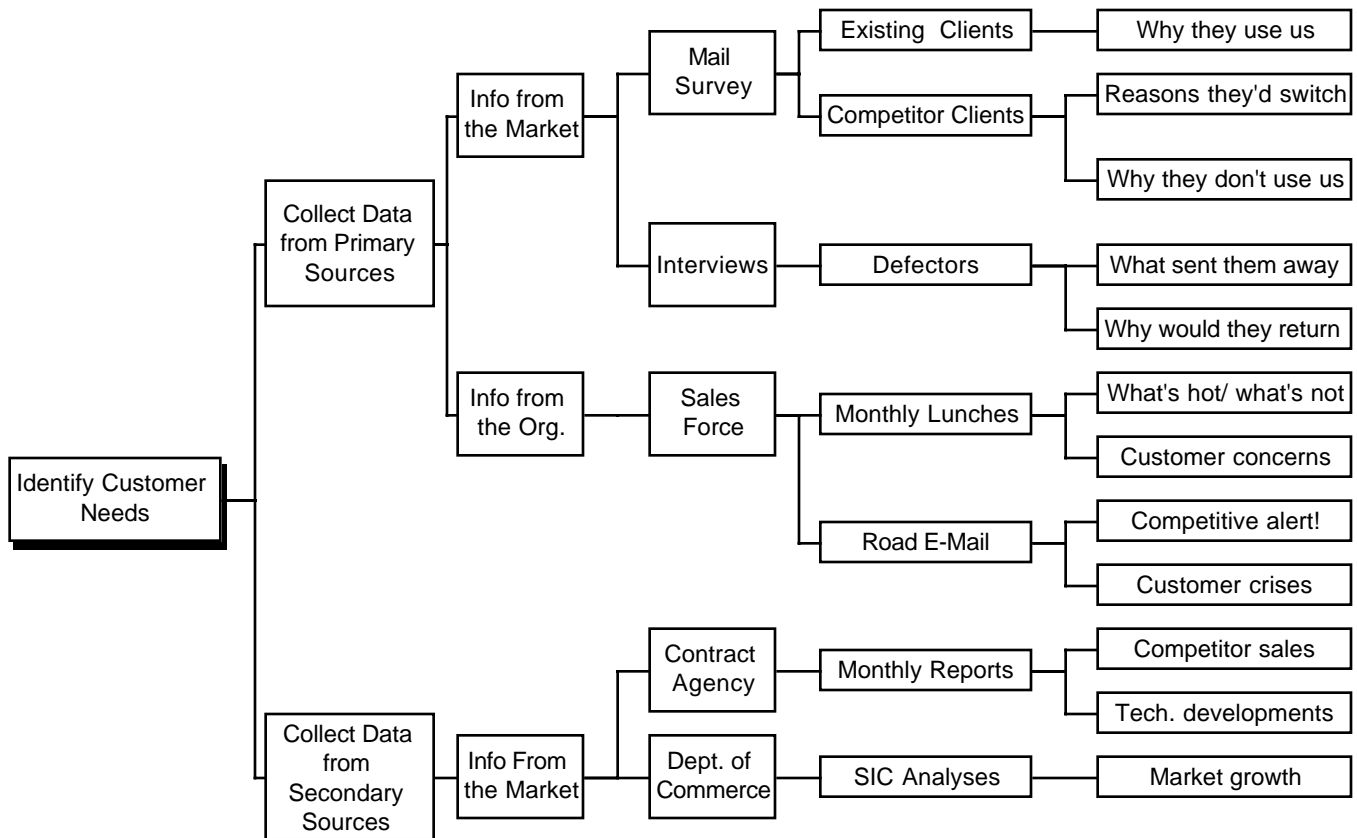 Identify Customer
Needs
Collect Data
from Primary
Sources
Info from
the Market
Mail
Survey
Existing Clients
Why they use us
Competitor Clients
Reasons they'd switch
Why they don't use us
Interviews
Defectors
What sent them away
Why would they return
Info from
the Org.
Sales
Force
Monthly Lunches
What's hot/ what's not
Customer concerns
Road E-Mail
Competitive alert!
Customer crises
Collect Data
from
Secondary
Sources
Info From
the Market
Contract
Agency
Monthly Reports
Competitor sales
Tech. developments
Dept. of
Commerce
SIC Analyses
Market growth